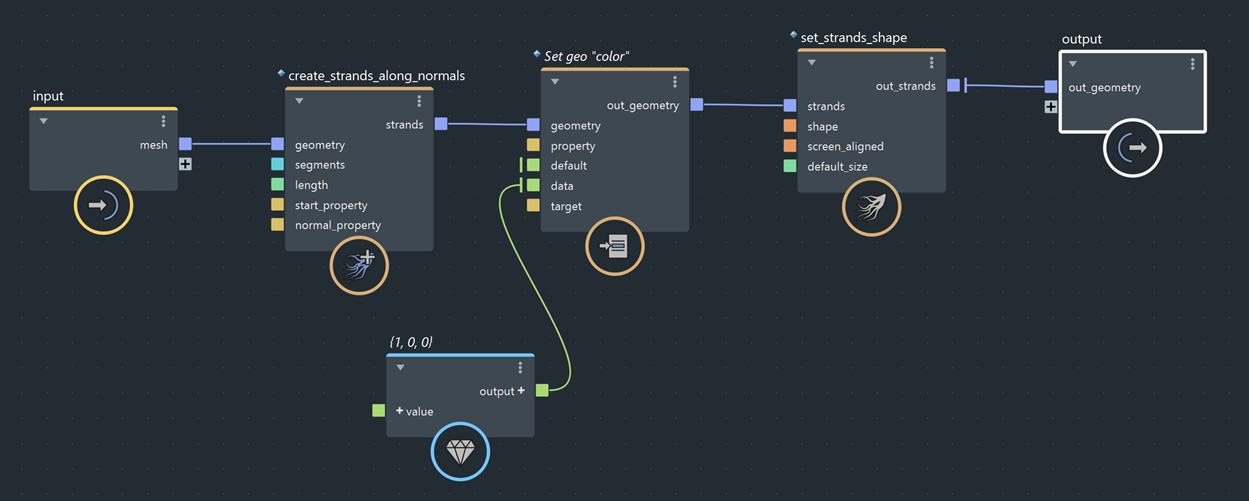 input
mesh
create_strands_along_normals
strands
geometry
segments
length
start_property
normal_property
Set geo "color"
out_geometry
geometry
property
default
data
target
{1, 0, 0}
output
value
set_strands_shape
out_strands
strands
shape
screen_aligned
default_size
output
out_geometry